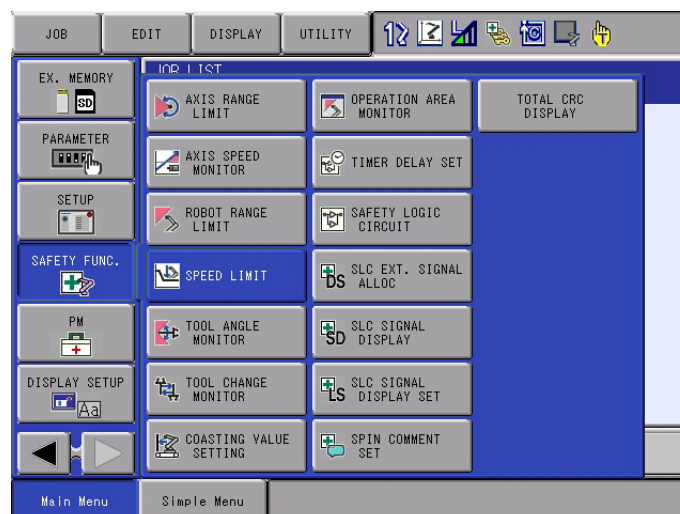 JOB
EDIT
DISPLAY
UTILITY
JOB LIST
EX. MEMORY
SD
PARAMETER
SETUP
SAFETY FUNC.
PM
DISPLAY SETUP
Aa
AXIS RANGE
LIMIT
AXIS SPEED
MONITOR
ROBOT RANGE
LIMIT
SPEED LIMIT
TOOL ANGLE
MONITOR
TOOL CHANGE
MONITOR
COASTING VALUE
SETTING
OPERATION AREA
MONITOR
TIMER DELAY SET
SAFETY LOGIC
CIRCUIT
DS
SLC EXT. SIGNAL
ALLOC
SD
SLC SIGNAL
DISPLAY
LS
SLC SIGNAL
DISPLAY SET
SPIN COMMENT
SET
TOTAL CRC
DISPLAY
Main Menu
Simple Menu